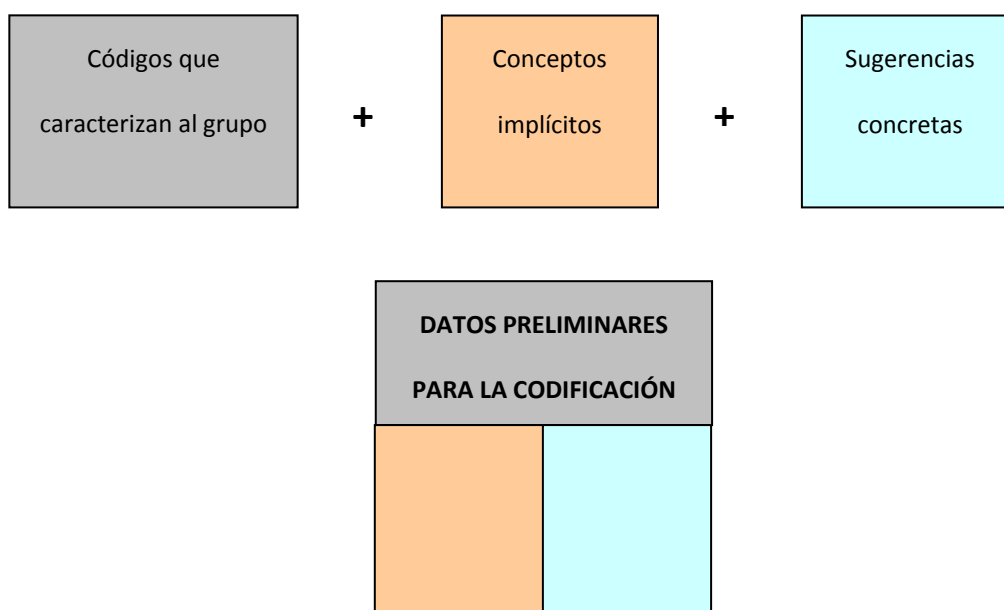 Códigos que
caracterizan al grupo
+
Conceptos
implícitos
+
Sugerencias
concretas
DATOS PRELIMINARES
PARA LA CODIFICACIÓN